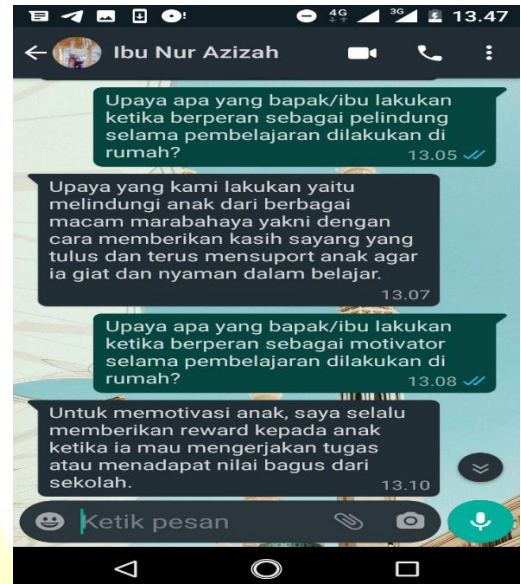 4G 3G 13.47
Ibu Nur Azizah
Upaya apa yang bapak/ibu lakukan
ketika berperan sebagai pelindung
selama pembelajaran dilakukan di
rumah?
13.05
Upaya yang kami lakukan yaitu
melindungi anak dari berbagai
macam marabahaya yakni dengan
cara memberikan kasih sayang yang
tulus dan terus mensuport anak agar
ia giat dan nyaman dalam belajar.
13.07
Upaya apa yang bapak/ibu lakukan
ketika berperan sebagai motivator
selama pembelajaran dilakukan di
rumah?
13.08
Untuk memotivasi anak, saya selalu
memberikan reward kepada anak
ketika ia mau mengerjakan tugas
atau menadapat nilai bagus dari
sekolah.
13.10
Ketik pesan